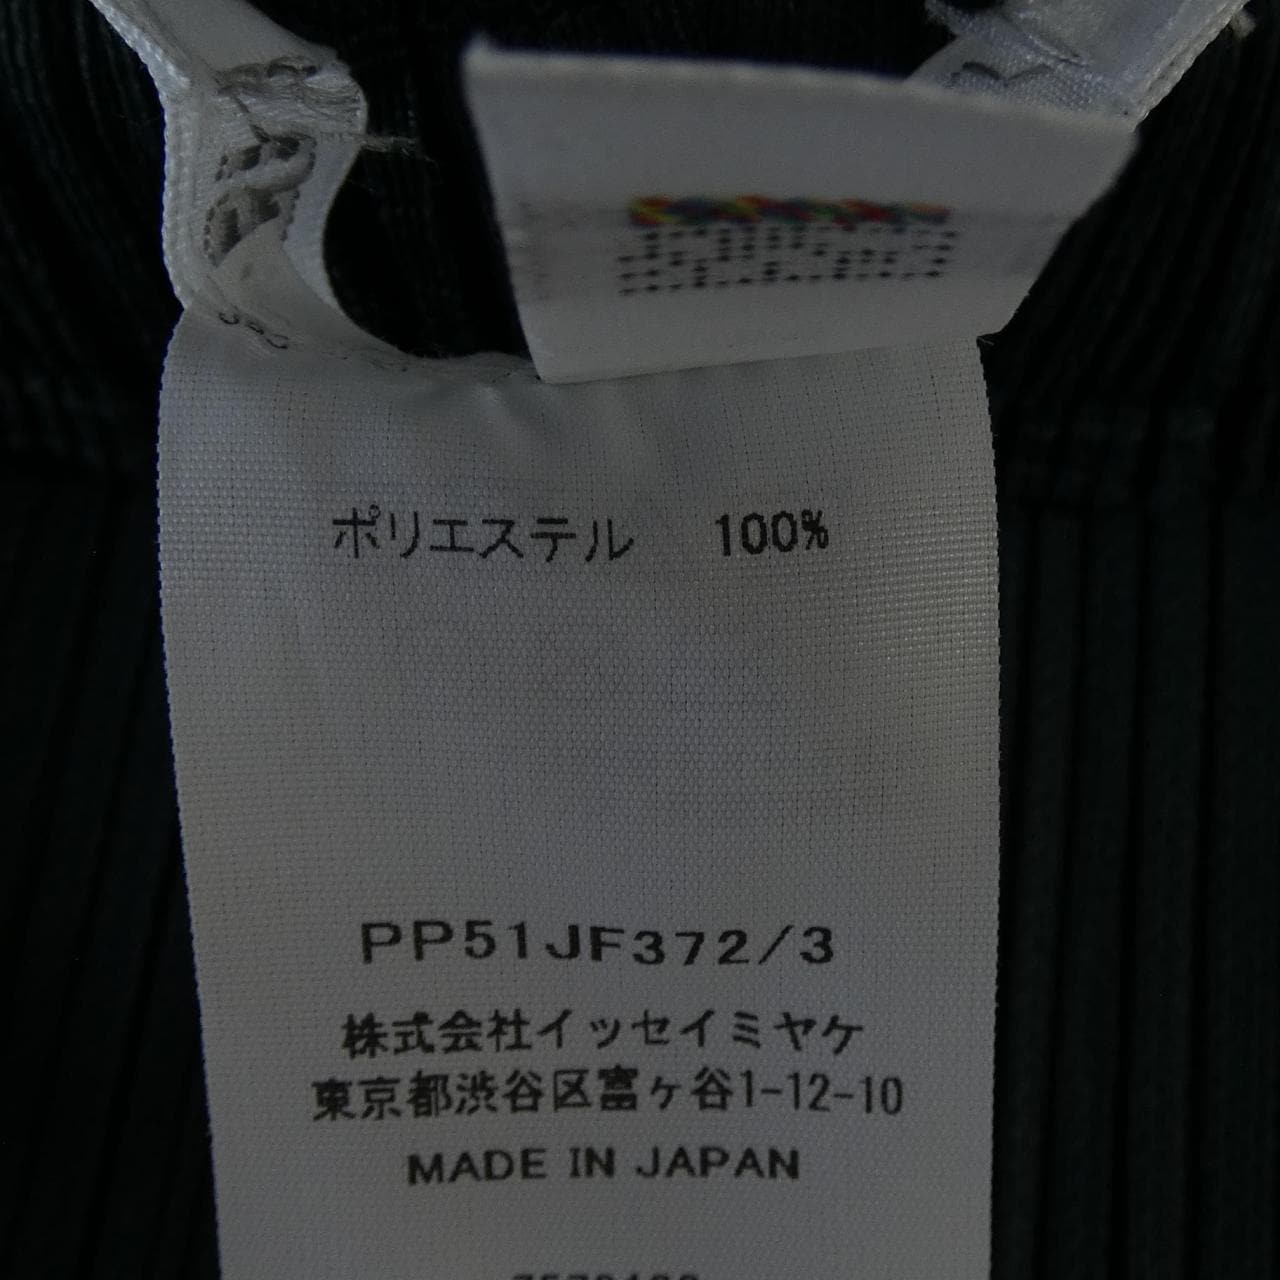 ポリエステル 100%
PP51JF372/3
株式会社イッセイミヤケ
東京都渋谷区富ヶ谷1-12-10
MADE IN JAPAN